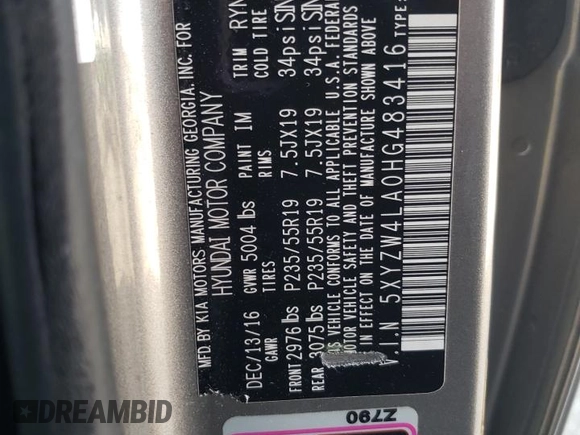 MFD. BY KIA MOTORS MANUFACTURING GEORGIA. INC. FOR
HYUNDAI MOTOR COMPANY
DEC/13/16 GVWR 5004 lbs PAINT IM TRIM RYN
GAWR TIRES RIMS COLD TIRE
FRONT 2976 lbs P235/55R19 7.5JX19 34psi SIN
REAR 3075 lbs P235/55R19 7.5JX19 34psi SIN
VEHICLE CONFORMS TO ALL APPLICABLE U.S.A. FEDERAL
MOTOR VEHICLE SAFETY AND THEFT PREVENTION STANDARDS
IN EFFECT ON THE DATE OF MANUFACTURE SHOWN ABOVE
V.I.N 5XYZW4LA0HG483416 TYPE:
Z790
DREAMBID